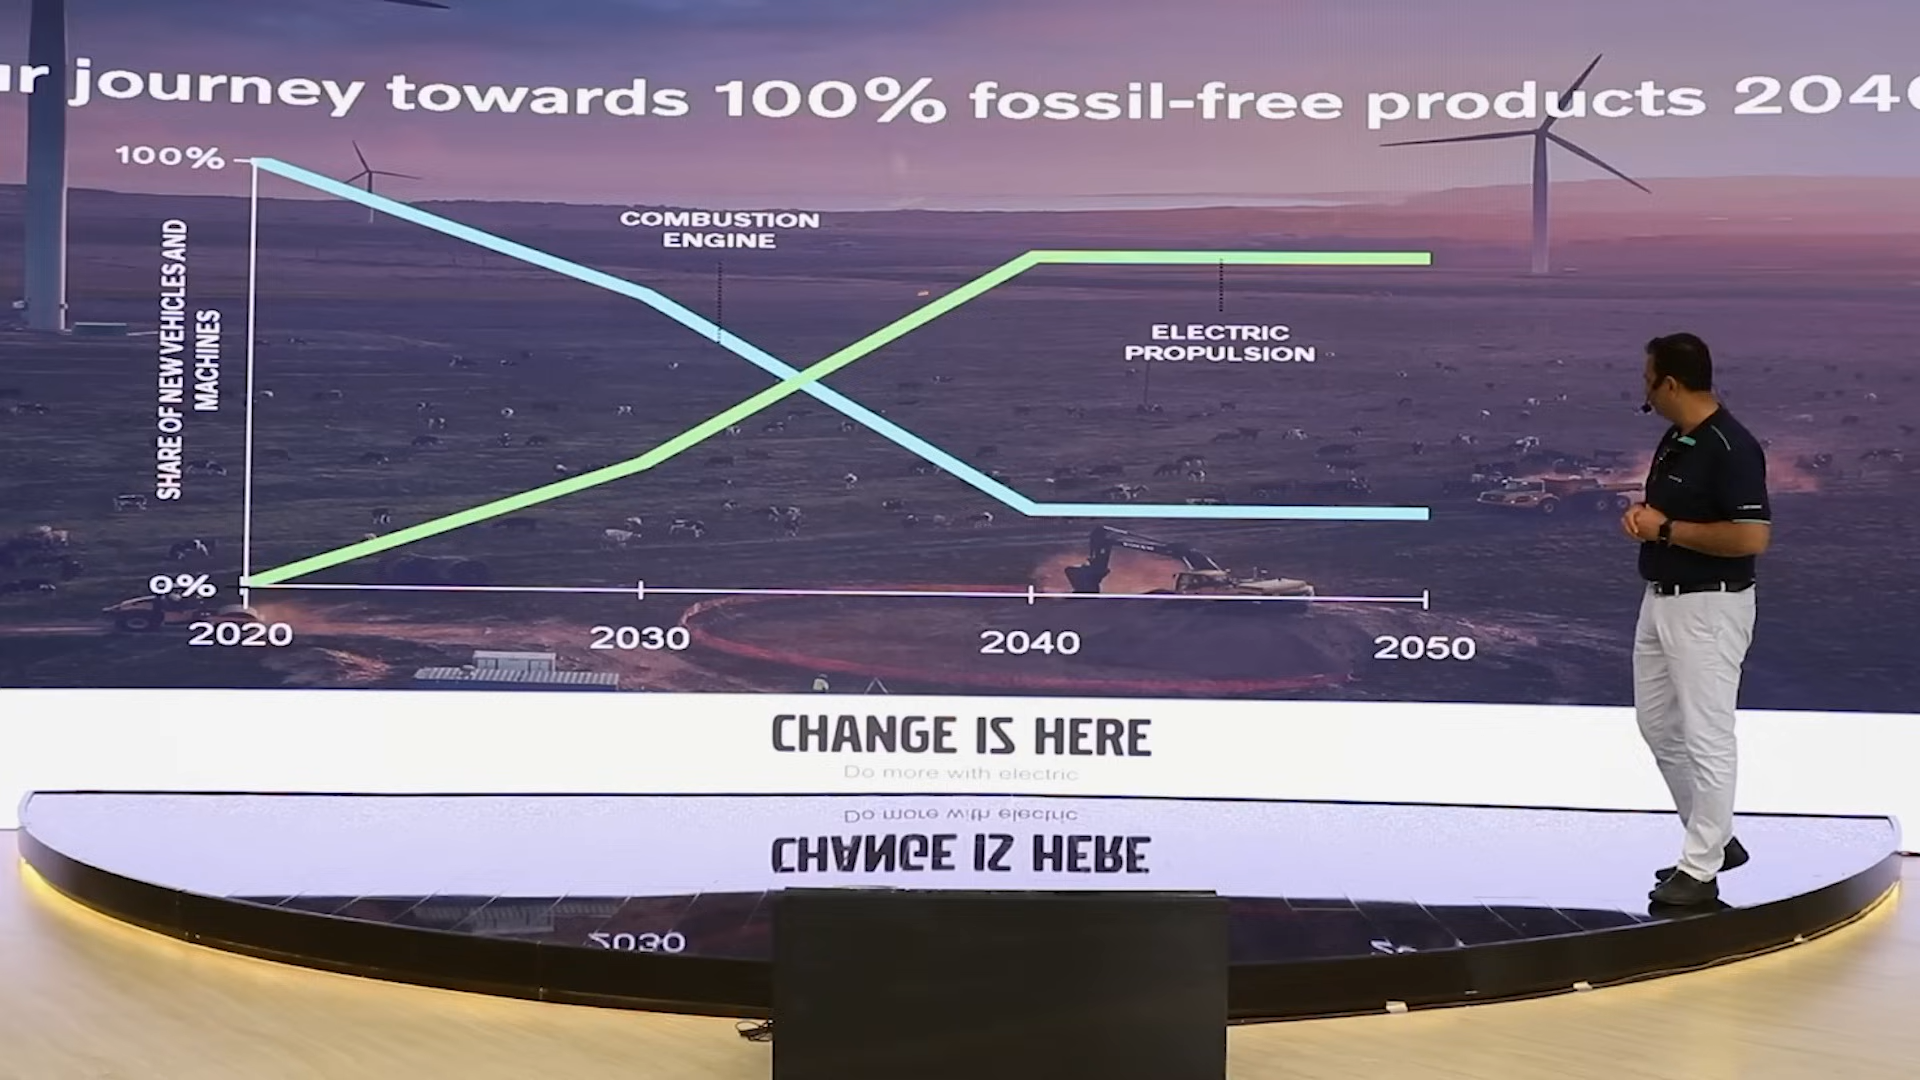 ur journey towards 100% fossil-free products 204
100%
COMBUSTION
ENGINE
SHARE OF NEW VEHICLES AND
MACHINES
ELECTRIC
PROPULSION
0%
2020 2030 2040 2050
CHANGE IS HERE
Do more with electric
Do more with electric
CHANGE IS HERE
2030